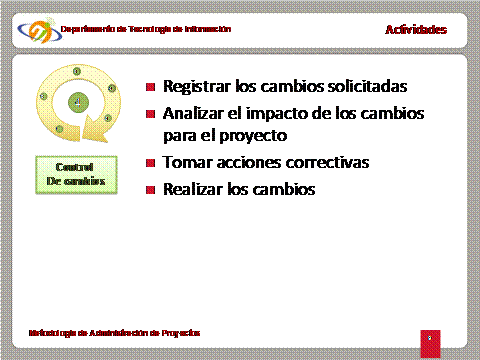 Departamento de Tecnología de Información
Actividades
4
Registrar los cambios solicitadas
Analizar el impacto de los cambios
para el proyecto
Tomar acciones correctivas
Realizar los cambios
Control
De cambios
Metodología de Administración de Proyectos